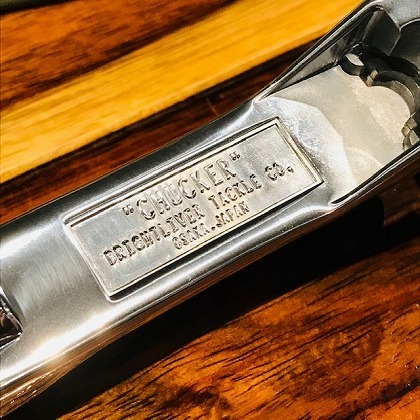 "CHUCKER"
BRIGHTLIVER TACKLE CO,
OSAKA.JAPAN